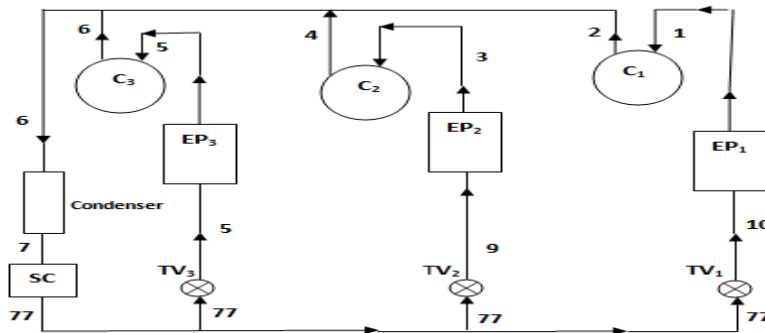 6 5 4 2 1
C₃ C₂ 3 C₁
6 EP₃ EP₂ EP₁
Condenser
7 5 9 10
SC TV₃ TV₂ TV₁
77 77 77 77